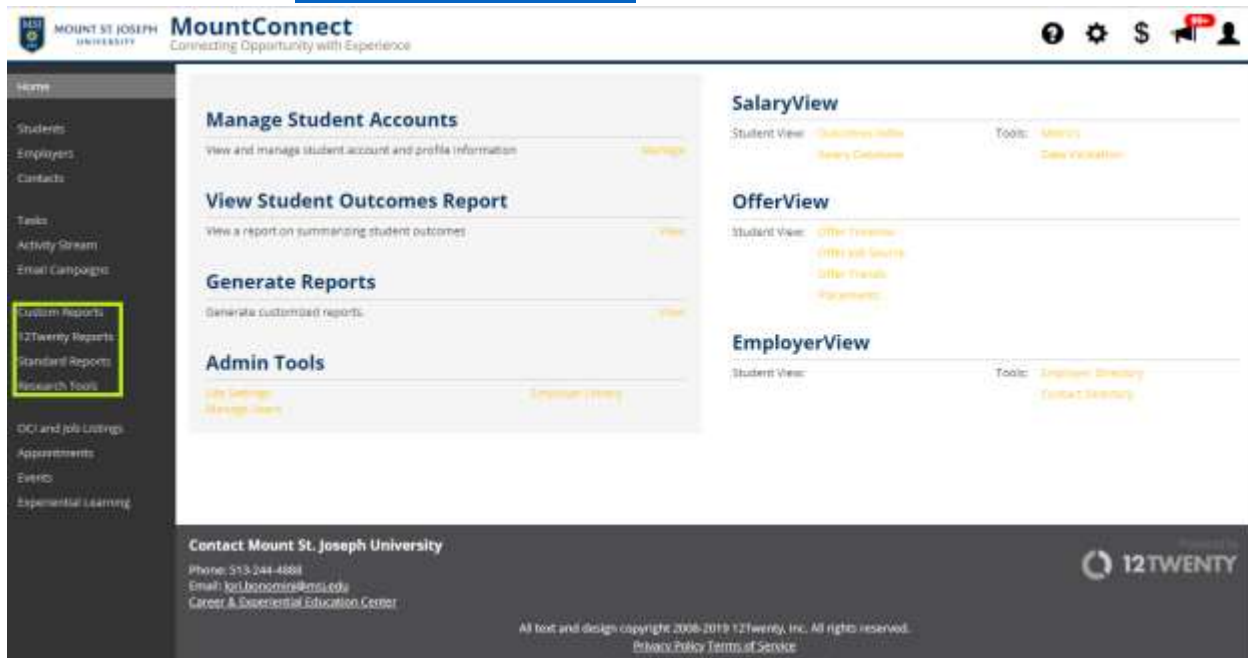 MSJ
MOUNT ST JOSEPH
UNIVERSITY
MountConnect
Connecting Opportunity with Experience
99+
Home
Students
Employers
Contacts
Tasks
Activity Stream
Email Campaigns
Custom Reports
12Twenty Reports
Standard Reports
Research Tools
OCI and Job Listings
Appointments
Events
Experiential Learning
Manage Student Accounts
View and manage student account and profile information
Manage
View Student Outcomes Report
View a report on summarizing student outcomes
View
Generate Reports
Generate customized reports.
View
Admin Tools
Site Settings
Employer Library
Manage Users
SalaryView
Student View: Outcomes Index Tools: Metrics
Salary Database Data Validation
OfferView
Student View: Offer Timeline
Offer Job Source
Offer Trends
Placements
EmployerView
Student View: Tools: Employer Directory
Contact Directory
Contact Mount St. Joseph University
Phone: 513-244-4888
Email: lori.bonomini@msj.edu
Career & Experiential Education Center
Powered by
12TWENTY
All text and design copyright 2008-2019 12Twenty, Inc. All rights reserved.
Privacy Policy Terms of Service